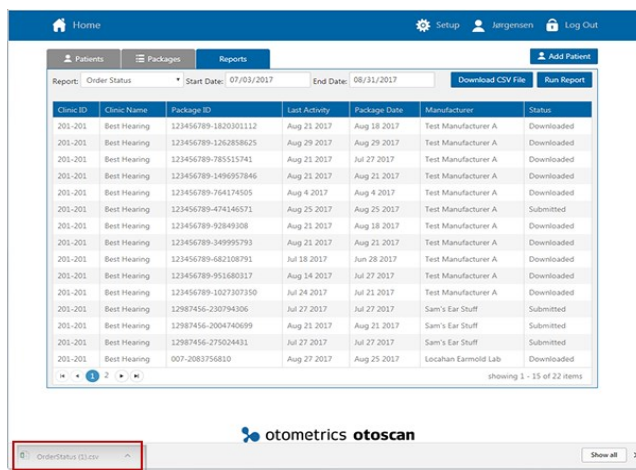 Home Setup Jørgensen Log Out
Patients Packages Reports Add Patient
Report: Order Status Start Date: 07/03/2017 End Date: 08/31/2017 Download CSV File Run Report
Clinic ID Clinic Name Package ID Last Activity Package Date Manufacturer Status
201-201 Best Hearing 123456789-1820301112 Aug 21 2017 Aug 18 2017 Test Manufacturer A Downloaded
201-201 Best Hearing 123456789-1262858625 Aug 29 2017 Aug 29 2017 Test Manufacturer A Downloaded
201-201 Best Hearing 123456789-785515741 Aug 21 2017 Jul 27 2017 Test Manufacturer A Downloaded
201-201 Best Hearing 123456789-1496957846 Aug 21 2017 Aug 21 2017 Test Manufacturer A Downloaded
201-201 Best Hearing 123456789-764174505 Aug 4 2017 Aug 4 2017 Test Manufacturer A Downloaded
201-201 Best Hearing 123456789-474146571 Aug 25 2017 Aug 25 2017 Test Manufacturer A Submitted
201-201 Best Hearing 123456789-92849308 Aug 21 2017 Aug 18 2017 Test Manufacturer A Downloaded
201-201 Best Hearing 123456789-349995793 Aug 21 2017 Aug 21 2017 Test Manufacturer A Downloaded
201-201 Best Hearing 123456789-682108791 Jul 18 2017 Jun 28 2017 Test Manufacturer A Downloaded
201-201 Best Hearing 123456789-951680317 Aug 14 2017 Jul 27 2017 Test Manufacturer A Downloaded
201-201 Best Hearing 123456789-1027307350 Jul 24 2017 Jul 21 2017 Test Manufacturer A Downloaded
201-201 Best Hearing 12987456-230794306 Jul 27 2017 Jul 27 2017 Sam's Ear Stuff Submitted
201-201 Best Hearing 12987456-2004740699 Aug 21 2017 Aug 21 2017 Sam's Ear Stuff Submitted
201-201 Best Hearing 12987456-275024431 Jul 27 2017 Jul 27 2017 Sam's Ear Stuff Submitted
201-201 Best Hearing 007-2083756810 Aug 27 2017 Aug 25 2017 Locahan Earmold Lab Downloaded
1 2 showing 1 - 15 of 22 items
otometrics otoscan
OrderStatus (1).csv Show all